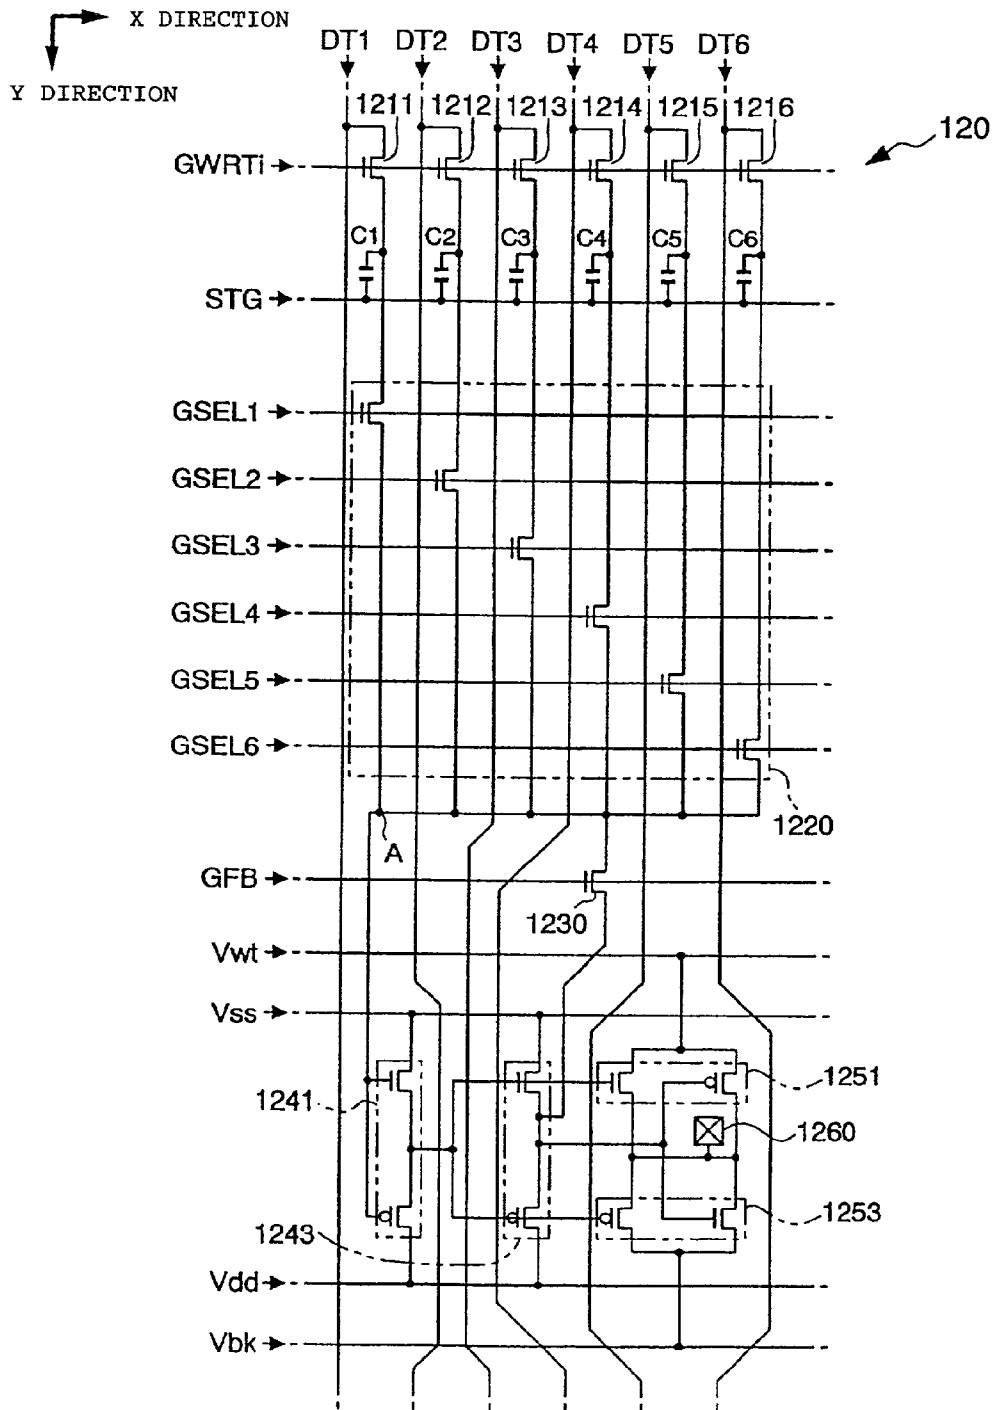 X DIRECTION
Y DIRECTION
DT1 DT2 DT3 DT4 DT5 DT6
1211 1212 1213 1214 1215 1216
120
GWRTi
C1 C2 C3 C4 C5 C6
STG
GSEL1
GSEL2
GSEL3
GSEL4
GSEL5
GSEL6
1220
A
GFB
1230
Vwt
Vss
1251
1241
1260
1253
1243
Vdd
Vbk